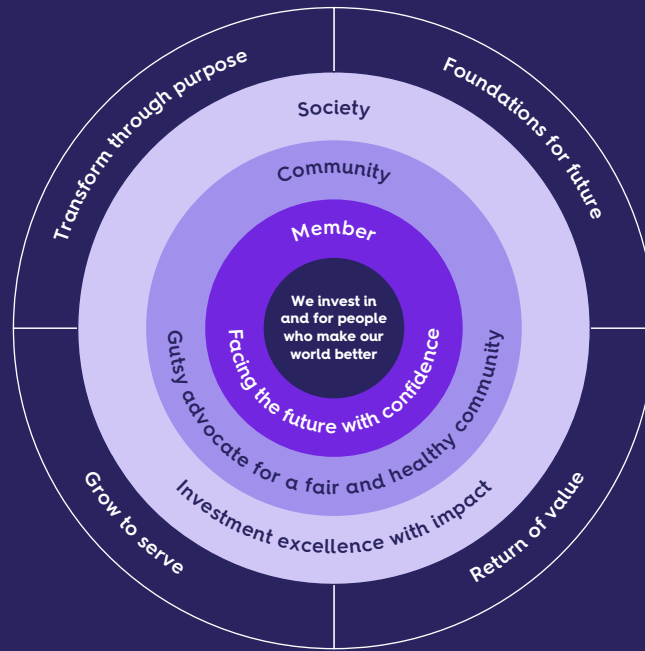 Transform through purpose
Foundations for future
Society
Community
Member
We invest in
and for people
who make our
world better
Facing the future with confidence
Gutsy advocate for a fair and healthy community
Investment excellence with impact
Grow to serve
Return of value